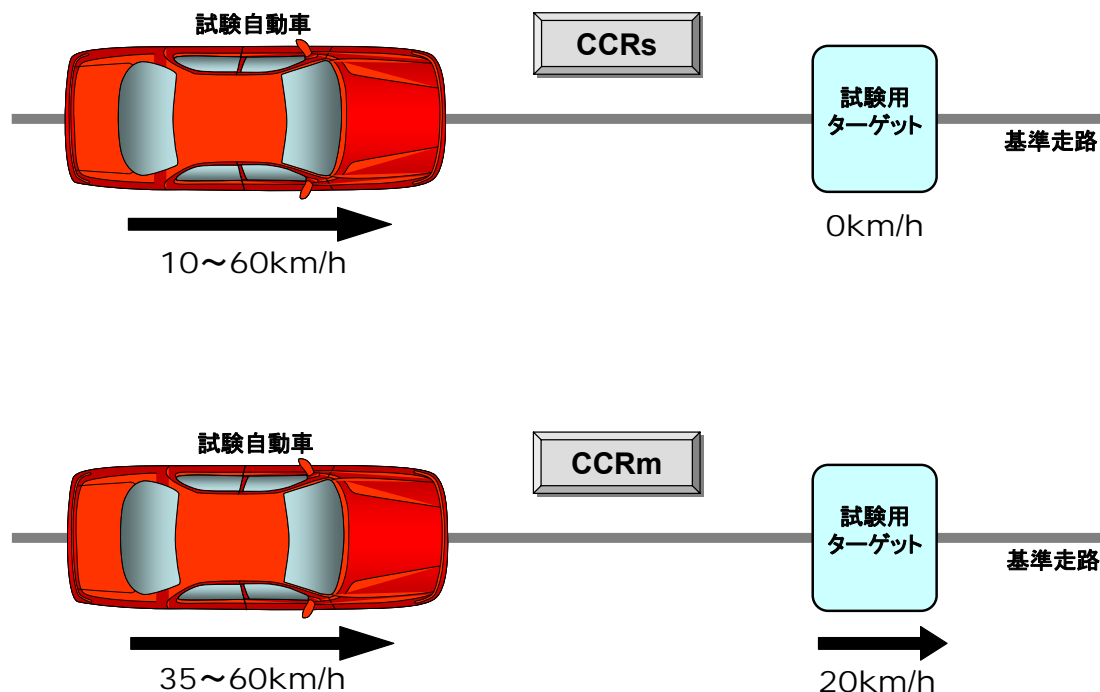 試験自動車
CCRs
試験用
ターゲット
基準走路
0km/h
10～60km/h
試験自動車
CCRm
試験用
ターゲット
基準走路
35～60km/h
20km/h